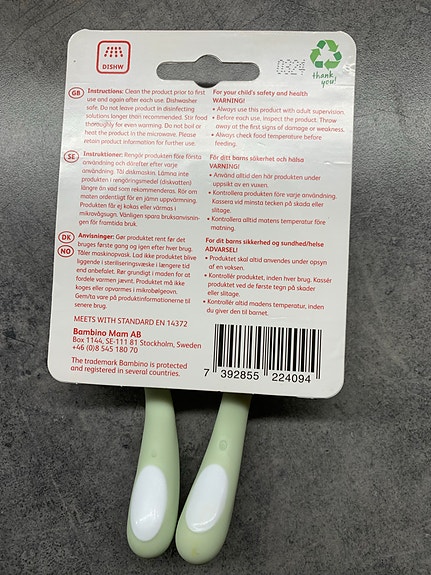 DISHW
0324
thank
you!
GB
Instructions: Clean the product prior to first
use and again after each use. Dishwasher
safe. Do not leave product in disinfecting
solutions longer than recommended. Stir food
thoroughly for even warming. Do not boil or
heat the product in the microwave. Please
retain product information for further use.
For your child's safety and health
WARNING!
• Always use this product with adult supervision.
• Before each use, inspect the product. Throw
away at the first signs of damage or weakness.
• Always check food temperature before
feeding.
SE
Instruktioner: Rengör produkten före första
användning och därefter efter varje
användning. Tål diskmaskin. Lämna inte
produkten i rengöringsmedel (diskvatten)
längre än vad som rekommenderas. Rör om
maten ordentligt för en jämn uppvärmning.
Produkten får ej kokas eller värmas i
mikrovågsugn. Vänligen spara bruksanvisnin-
gen för framtida bruk.
För ditt barns säkerhet och hälsa
VARNING!
• Använd alltid den här produkten under
uppsikt av en vuxen.
• Kontrollera produkten före varje användning.
Kassera vid minsta tecken på skada eller
slitage.
• Kontrollera alltid matens temperatur före
matning.
DK
NO
Anvisninger: Gør produktet rent før det
bruges første gang og igen efter hver brug.
Tåler maskinopvask. Lad ikke produktet blive
liggende i steriliseringsvæske i længere tid
end anbefalet. Rør grundigt i maden for at
fordele varmen jævnt. Produktet må ikke
koges eller opvarmes i mikrobølgeovn.
Gem/ta vare på produktinformationerne til
senere brug.
For dit barns sikkerhed og sundhed/helse
ADVARSEL!
• Produktet skal altid anvendes under opsyn
af en voksen.
• Kontrollér produktet, inden hver brug. Kassér
produktet ved de første tegn på skader
eller slitage.
• Kontrollér altid madens temperatur, inden
du giver den til barnet.
MEETS WITH STANDARD EN 14372
Bambino Mam AB
Box 1144, SE-111 81 Stockholm, Sweden
+46 (0)8 545 180 70
The trademark Bambino is protected
and registered in several countries.
7 392855 224094